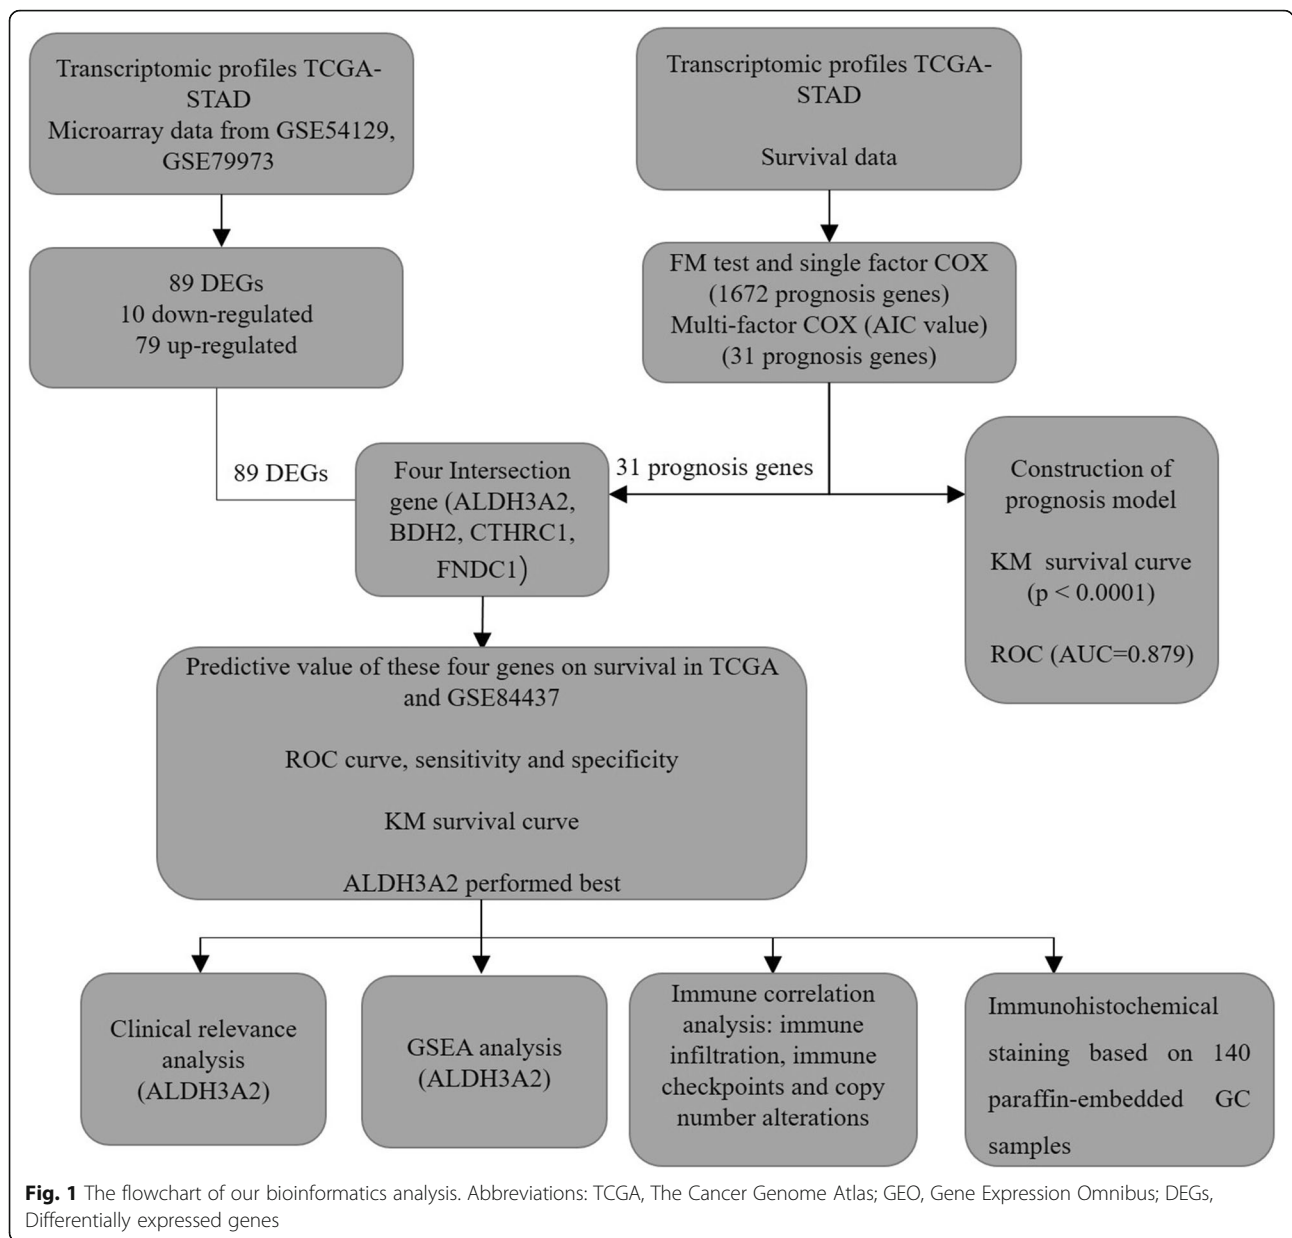 Transcriptomic profiles TCGA-
STAD
Microarray data from GSE54129,
GSE79973
Transcriptomic profiles TCGA-
STAD
Survival data
89 DEGs
10 down-regulated
79 up-regulated
FM test and single factor COX
(1672 prognosis genes)
Multi-factor COX (AIC value)
(31 prognosis genes)
89 DEGs
Four Intersection
gene (ALDH3A2,
BDH2, CTHRC1,
FNDC1)
31 prognosis genes
Construction of
prognosis model
KM survival curve
(p < 0.0001)
ROC (AUC=0.879)
Predictive value of these four genes on survival in TCGA
and GSE84437
ROC curve, sensitivity and specificity
KM survival curve
ALDH3A2 performed best
Clinical relevance
analysis
(ALDH3A2)
GSEA analysis
(ALDH3A2)
Immune correlation
analysis: immune
infiltration, immune
checkpoints and copy
number alterations
Immunohistochemical
staining based on 140
paraffin-embedded GC
samples
Fig. 1 The flowchart of our bioinformatics analysis. Abbreviations: TCGA, The Cancer Genome Atlas; GEO, Gene Expression Omnibus; DEGs,
Differentially expressed genes